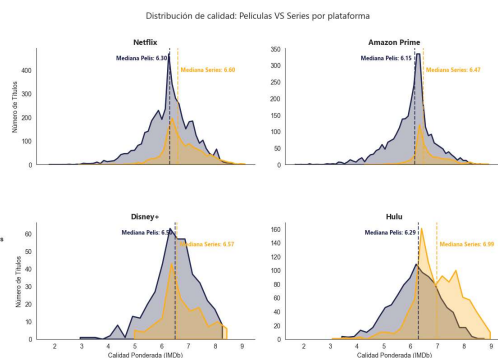 Distribución de calidad: Películas VS Series por plataforma
Netflix
Mediana Pelis: 6.30
Mediana Series: 6.60
Número de Títulos
400
300
200
100
0
Amazon Prime
Mediana Pelis: 6.15
Mediana Series: 6.47
350
300
250
200
150
100
50
0
Disney+
Mediana Pelis:
Mediana Series: 6.57
Número de Títulos
60
50
40
30
20
10
0
2 3 4 5 6 7 8 9
Calidad Ponderada (IMDb)
Hulu
Mediana Pelis: 6.29
Mediana Series:
160
140
120
100
80
60
40
20
0
2 3 4 5 6 7 8 9
Calidad Ponderada (IMDb)